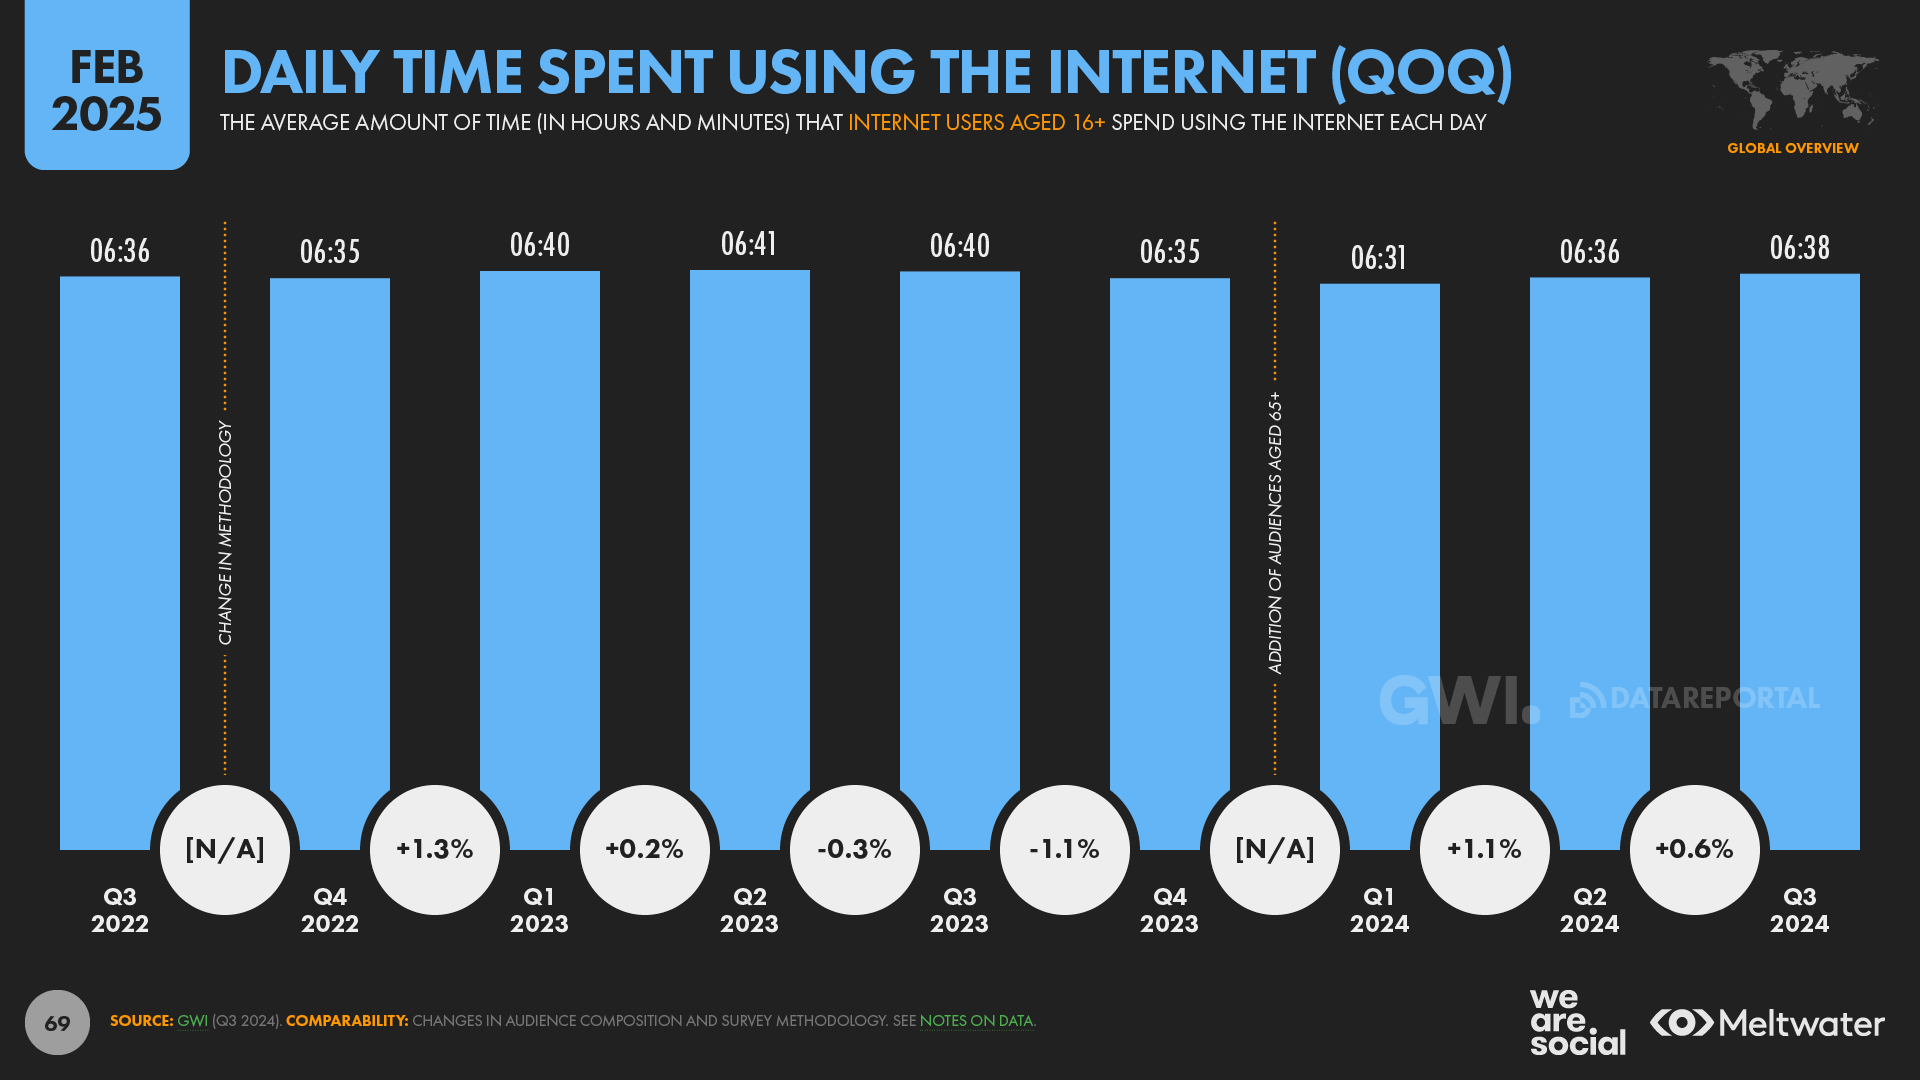 FEB
2025
DAILY TIME SPENT USING THE INTERNET (QOQ)
THE AVERAGE AMOUNT OF TIME (IN HOURS AND MINUTES) THAT INTERNET USERS AGED 16+ SPEND USING THE INTERNET EACH DAY
GLOBAL OVERVIEW
06:36
06:35
06:40
06:41
06:40
06:35
06:31
06:36
06:38
CHANGE IN METHODOLOGY
ADDITION OF AUDIENCES AGED 65+
GWI.
DATAREPORTAL
[N/A]
+1.3%
+0.2%
-0.3%
-1.1%
[N/A]
+1.1%
+0.6%
Q3
2022
Q4
2022
Q1
2023
Q2
2023
Q3
2023
Q4
2023
Q1
2024
Q2
2024
Q3
2024
69
SOURCE: GWI (Q3 2024). COMPARABILITY: CHANGES IN AUDIENCE COMPOSITION AND SURVEY METHODOLOGY. SEE NOTES ON DATA.
we
are
social
Meltwater